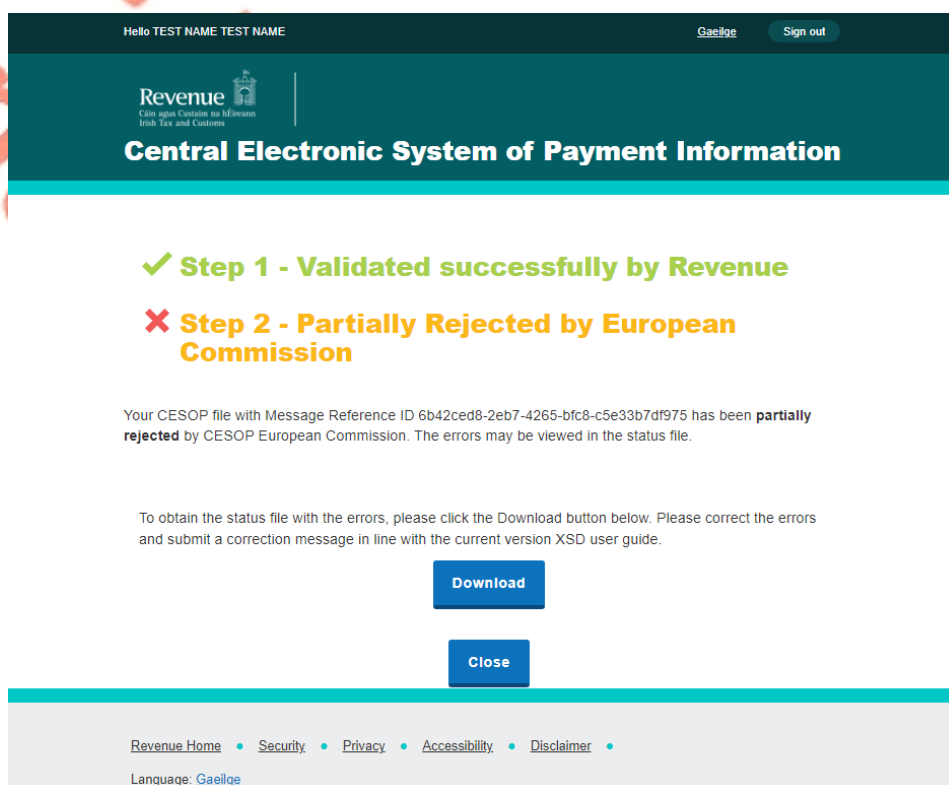 Hello TEST NAME TEST NAME
Gaeilge
Sign out
Revenue
Cáin agus Custaim na hÉireann
Irish Tax and Customs
Central Electronic System of Payment Information
Step 1 - Validated successfully by Revenue
Step 2 - Partially Rejected by European
Commission
Your CESOP file with Message Reference ID 6b42ced8-2eb7-4265-bfc8-c5e33b7df975 has been partially
rejected by CESOP European Commission. The errors may be viewed in the status file.
To obtain the status file with the errors, please click the Download button below. Please correct the errors
and submit a correction message in line with the current version XSD user guide.
Download
Close
Revenue Home • Security • Privacy • Accessibility • Disclaimer •
Language: Gaeilge